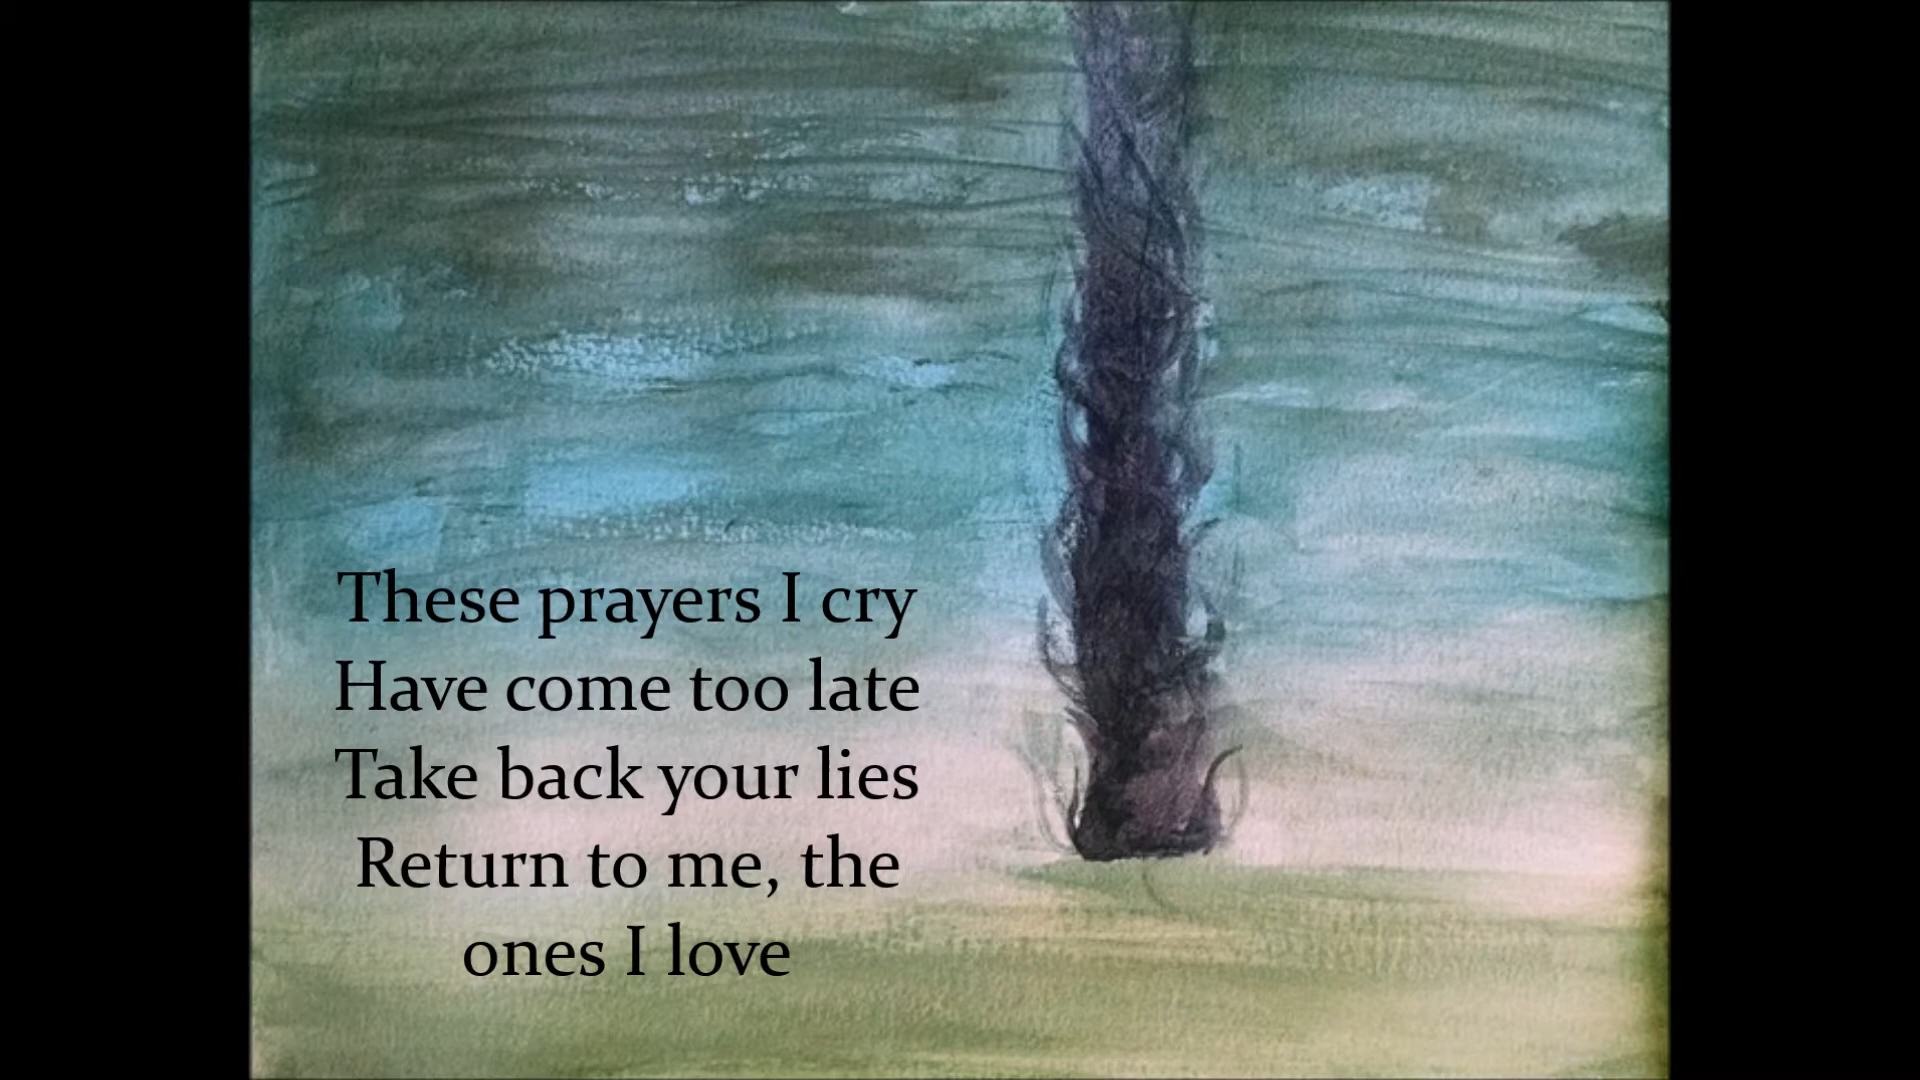 These prayers I cry
Have come too late
Take back your lies
Return to me, the
ones I love